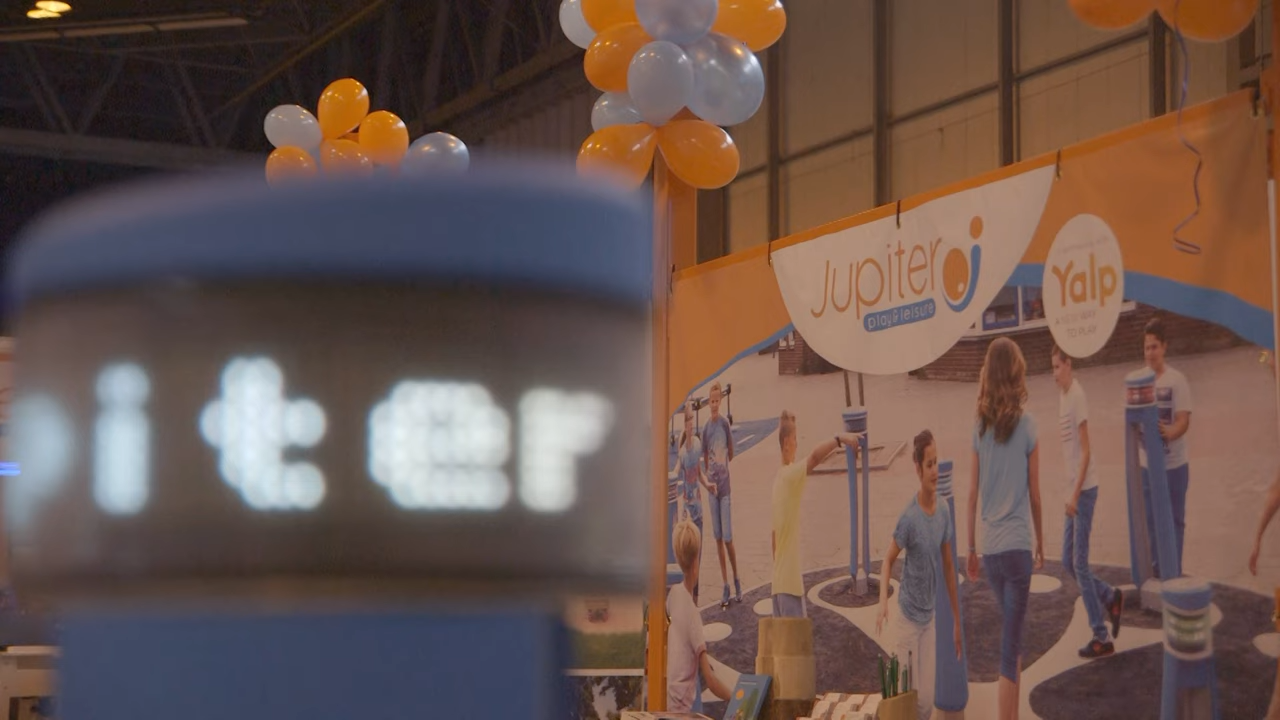 iter
Jupiter
play&leisure
Yalp
A NEW WAY
TO PLAY